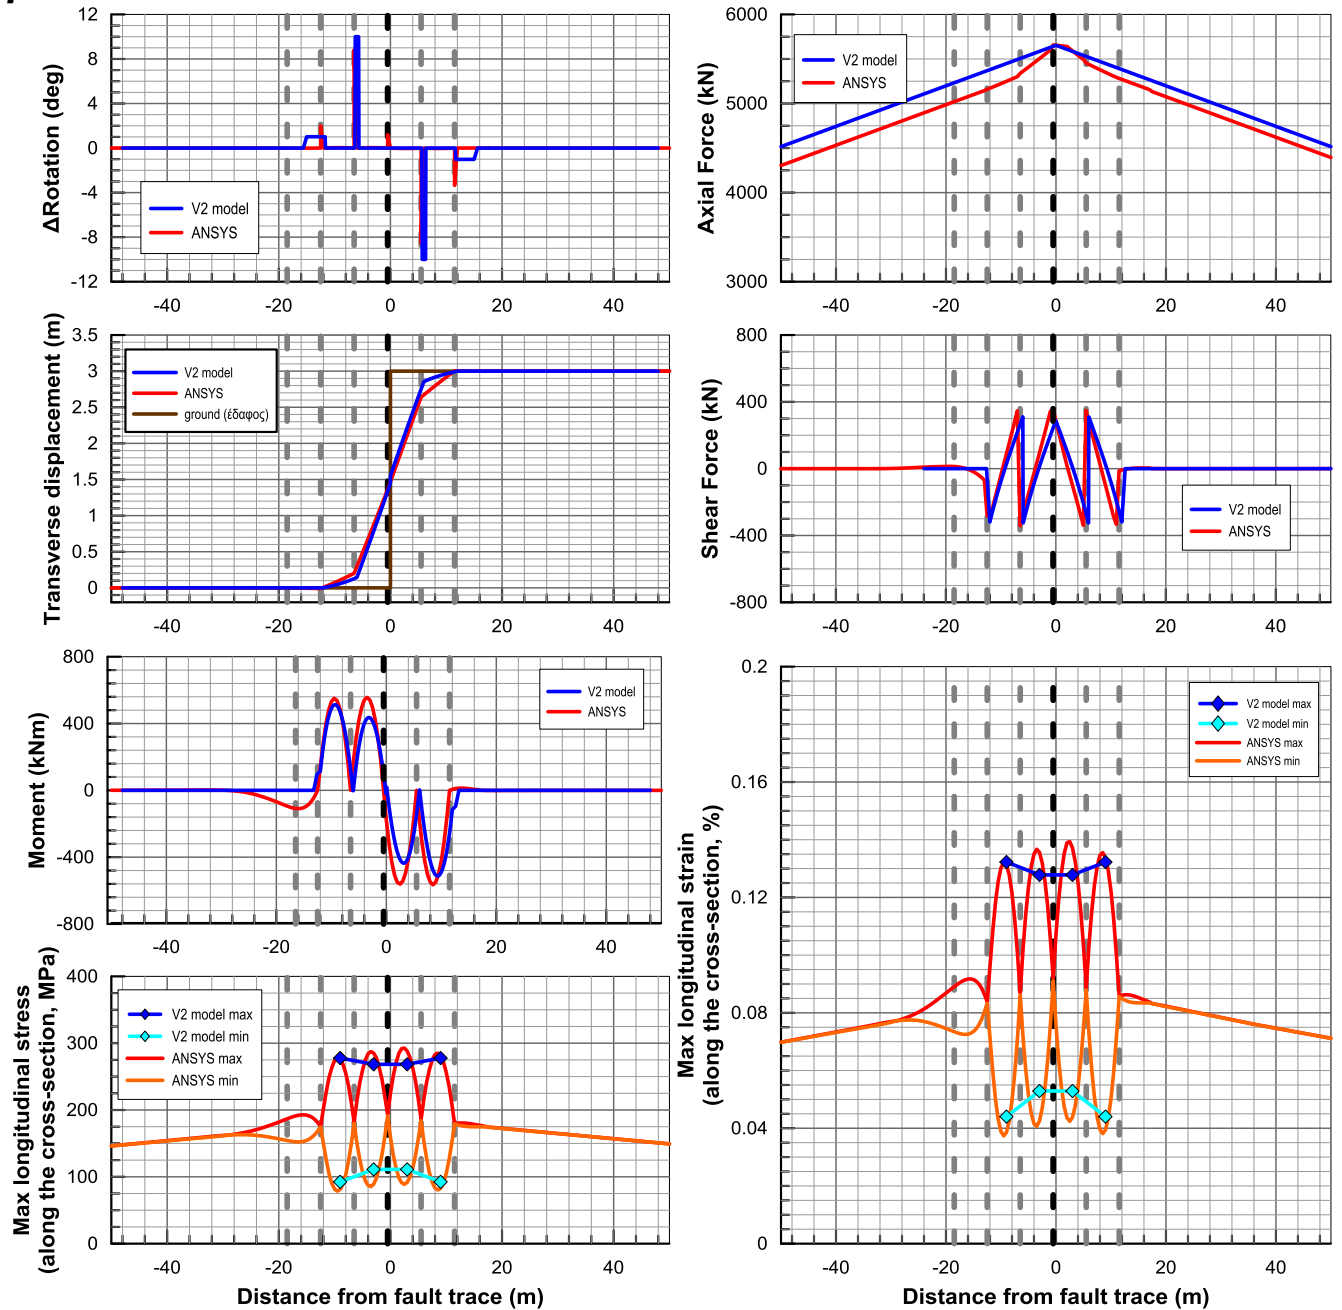 12
8
4
0
-4
-8
-12
ΔRotation (deg)
V2 model
ANSYS
-40
-20
0
20
40
6000
5000
4000
3000
Axial Force (kN)
V2 model
ANSYS
-40
-20
0
20
40
3.5
3
2.5
2
1.5
1
0.5
0
Transverse displacement (m)
V2 model
ANSYS
ground (έδαφος)
-40
-20
0
20
40
800
400
0
-400
-800
Shear Force (kN)
V2 model
ANSYS
-40
-20
0
20
40
800
400
0
-400
-800
Moment (kNm)
V2 model
ANSYS
-40
-20
0
20
40
400
300
200
100
0
Max longitudinal stress
(along the cross-section, MPa)
V2 model max
V2 model min
ANSYS max
ANSYS min
-40
-20
0
20
40
Distance from fault trace (m)
0.2
0.16
0.12
0.08
0.04
0
Max longitudinal strain
(along the cross-section, %)
V2 model max
V2 model min
ANSYS max
ANSYS min
-40
-20
0
20
40
Distance from fault trace (m)